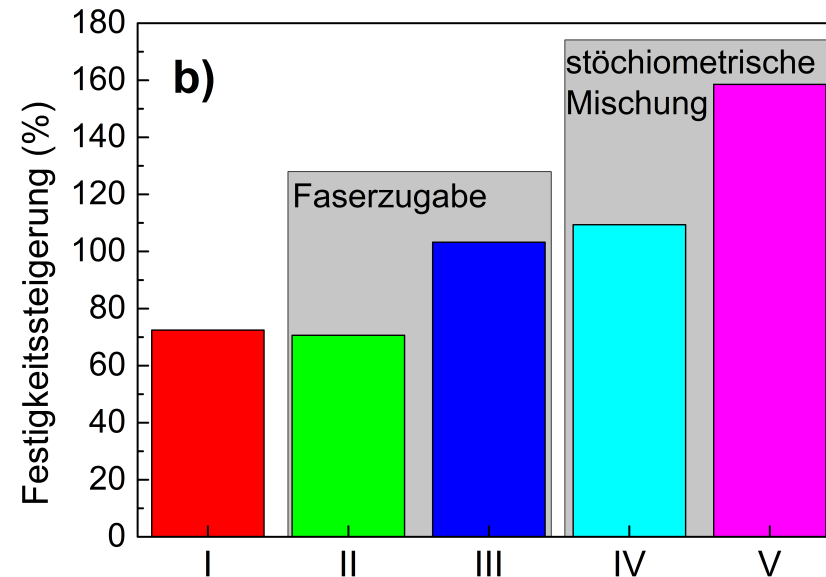 b)
Festigkeitssteigerung (%)
180
160
140
120
100
80
60
40
20
0
Faserzugabe
stöchiometrische
Mischung
I
II
III
IV
V